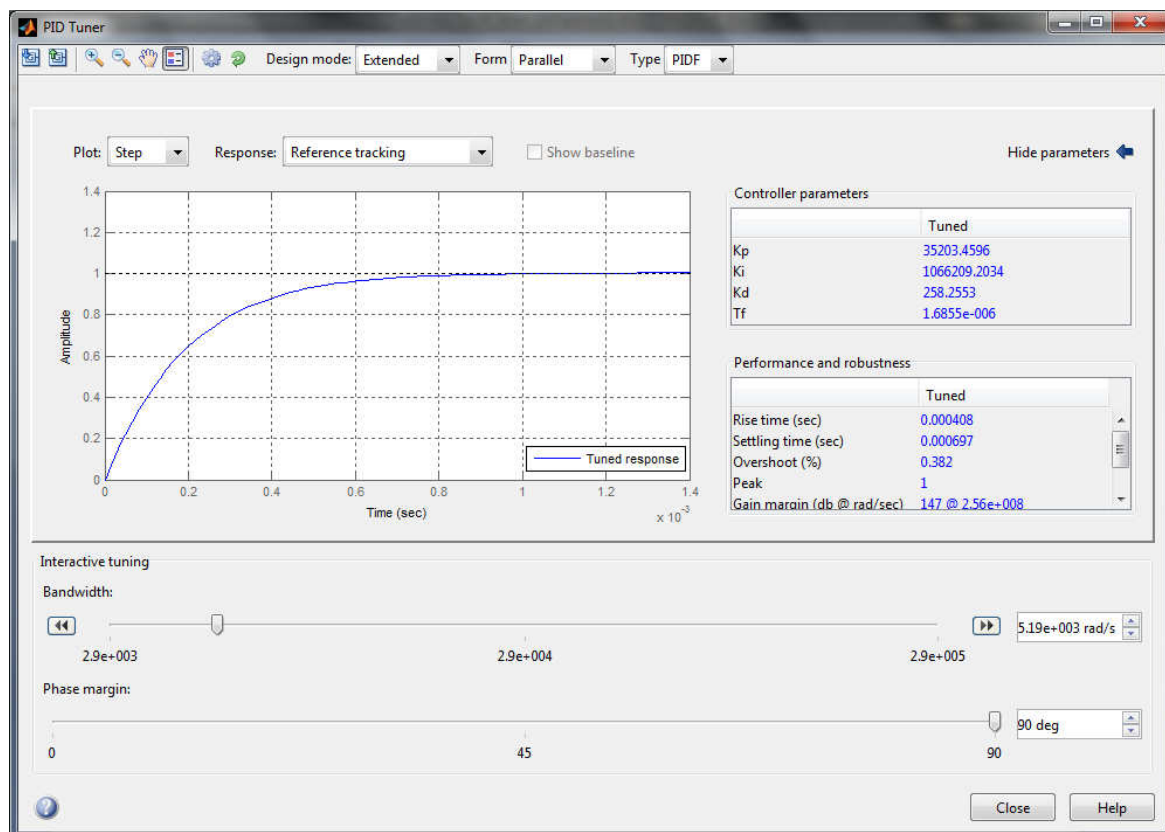 PID Tuner
Design mode: Extended Form Parallel Type PIDF
Plot: Step Response: Reference tracking Show baseline Hide parameters
1.4
1.2
1
0.8
0.6
0.4
0.2
0
Amplitude
0 0.2 0.4 0.6 0.8 1 1.2 1.4
Time (sec)
x 10⁻³
Tuned response
Controller parameters
Tuned
Kp 35203.4596
Ki 1066209.2034
Kd 258.2553
Tf 1.6855e-006
Performance and robustness
Tuned
Rise time (sec) 0.000408
Settling time (sec) 0.000697
Overshoot (%) 0.382
Peak 1
Gain margin (db @ rad/sec) 147 @ 2.56e+008
Interactive tuning
Bandwidth:
5.19e+003 rad/s
2.9e+003 2.9e+004 2.9e+005
Phase margin:
90 deg
0 45 90
Close Help